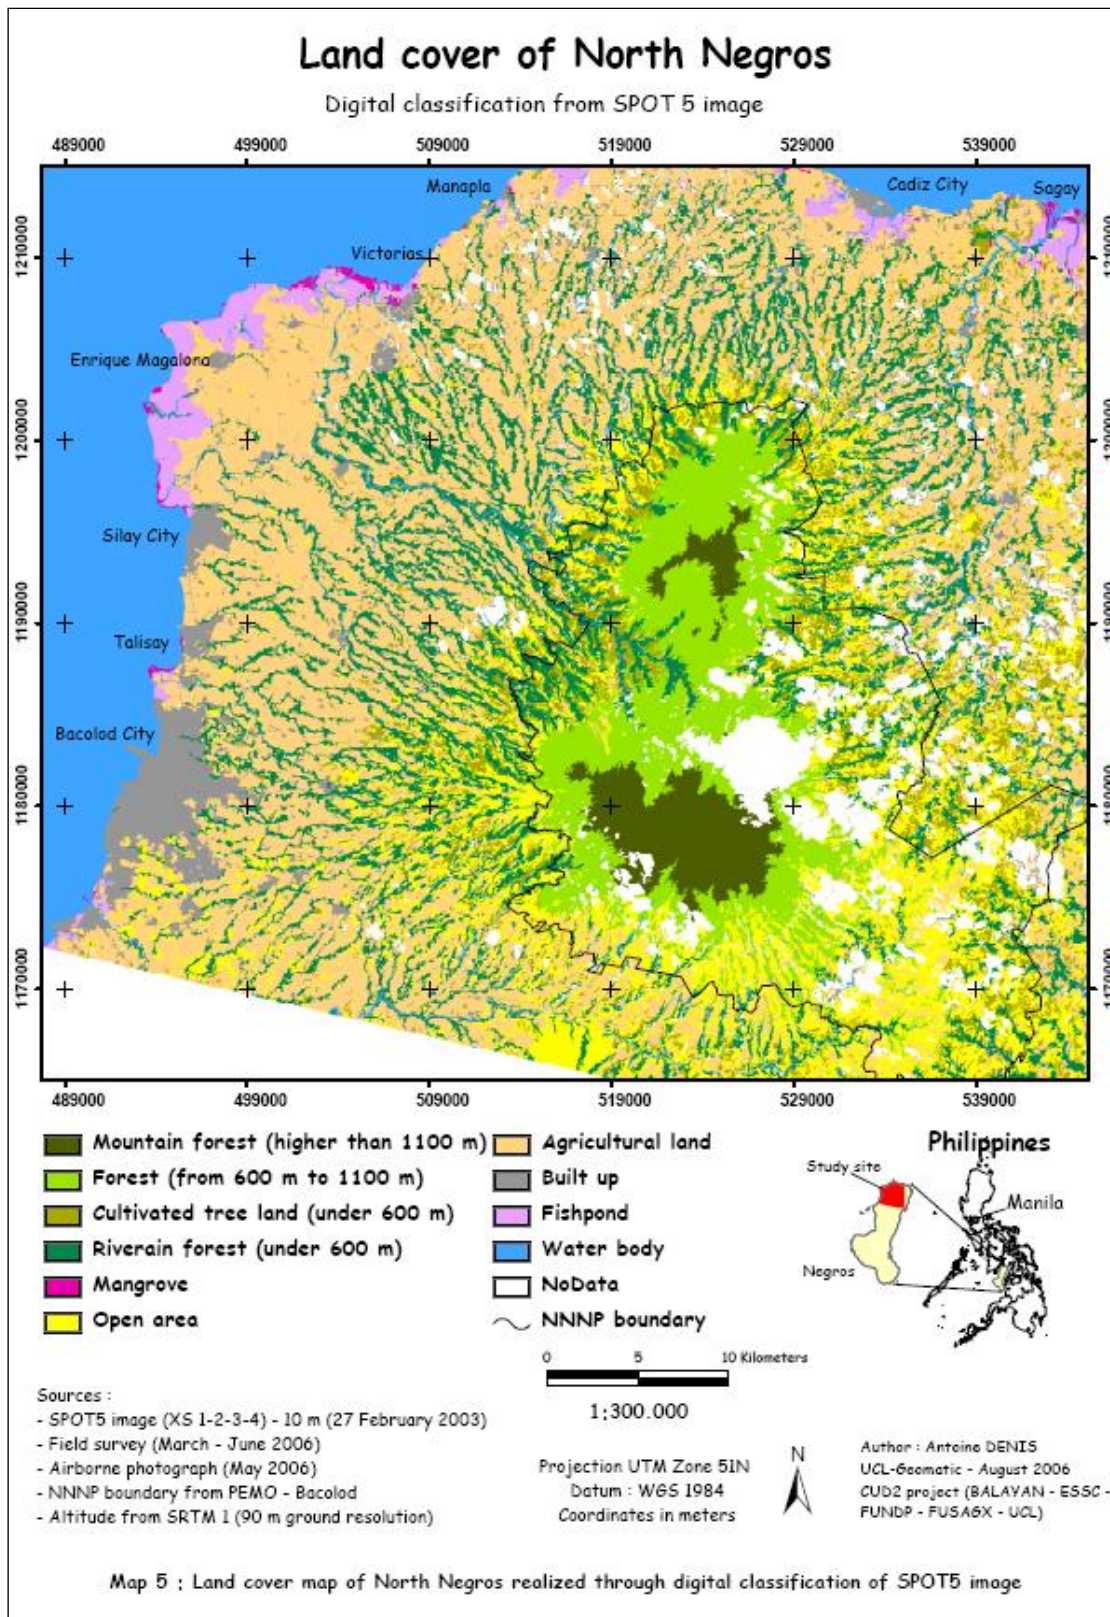 Land cover of North Negros
Digital classification from SPOT 5 image
489000 499000 509000 519000 529000 539000
Manapla
Cadiz City
Sagay
1210000
Victorias
1210000
Enrique Magalona
1200000
1200000
Silay City
1190000
1190000
Talisay
Bacolod City
1180000
1180000
1170000
1170000
489000 499000 509000 519000 529000 539000
Mountain forest (higher than 1100 m)
Forest (from 600 m to 1100 m)
Cultivated tree land (under 600 m)
Riverain forest (under 600 m)
Mangrove
Open area
Agricultural land
Built up
Fishpond
Water body
NoData
NNNP boundary
Philippines
Study site
Manila
Negros
0 5 10 Kilometers
1:300.000
Sources :
- SPOT5 image (XS 1-2-3-4) - 10 m (27 February 2003)
- Field survey (March - June 2006)
- Airborne photograph (May 2006)
- NNNP boundary from PEMO - Bacolod
- Altitude from SRTM 1 (90 m ground resolution)
Projection UTM Zone 51N
Datum : WGS 1984
Coordinates in meters
N
Author : Antoine DENIS
UCL-Geomatic - August 2006
CUD2 project (BALAYAN - ESSC -
FUNDP - FUSAGX - UCL)
Map 5 : Land cover map of North Negros realized through digital classification of SPOT5 image